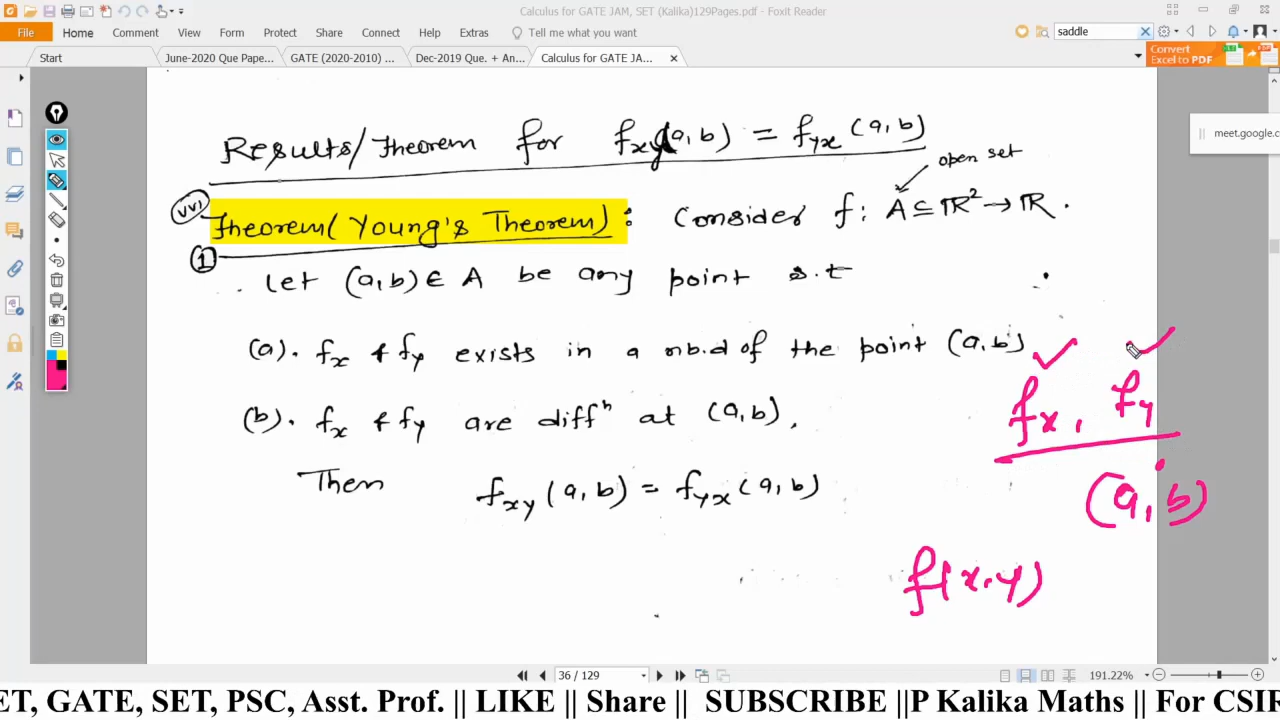 Calculus for GATE JAM, SET (Kalika)129Pages.pdf - Foxit Reader
File Home Comment View Form Protect Share Connect Help Extras Tell me what you want saddle
Start June-2020 Que Pape... GATE (2020-2010) ... Dec-2019 Que. + An... Calculus for GATE JA... Convert Excel to PDF
meet.google.c
Results/Theorem for fxy(a,b) = fyx(a,b)
open set
vvi Theorem(Young's Theorem): Consider f: A⊆ℝ²→ℝ.
1
Let (a,b)∈A be any point s.t
(a). fx & fy exists in a nbd of the point (a,b)
(b). fx & fy are diffⁿ at (a,b),
fx, fy
(a,b)
Then fxy(a,b) = fyx(a,b)
f(x,y)
36 / 129 191.22%
ET, GATE, SET, PSC, Asst. Prof. || LIKE || Share || SUBSCRIBE ||P Kalika Maths || For CSIR